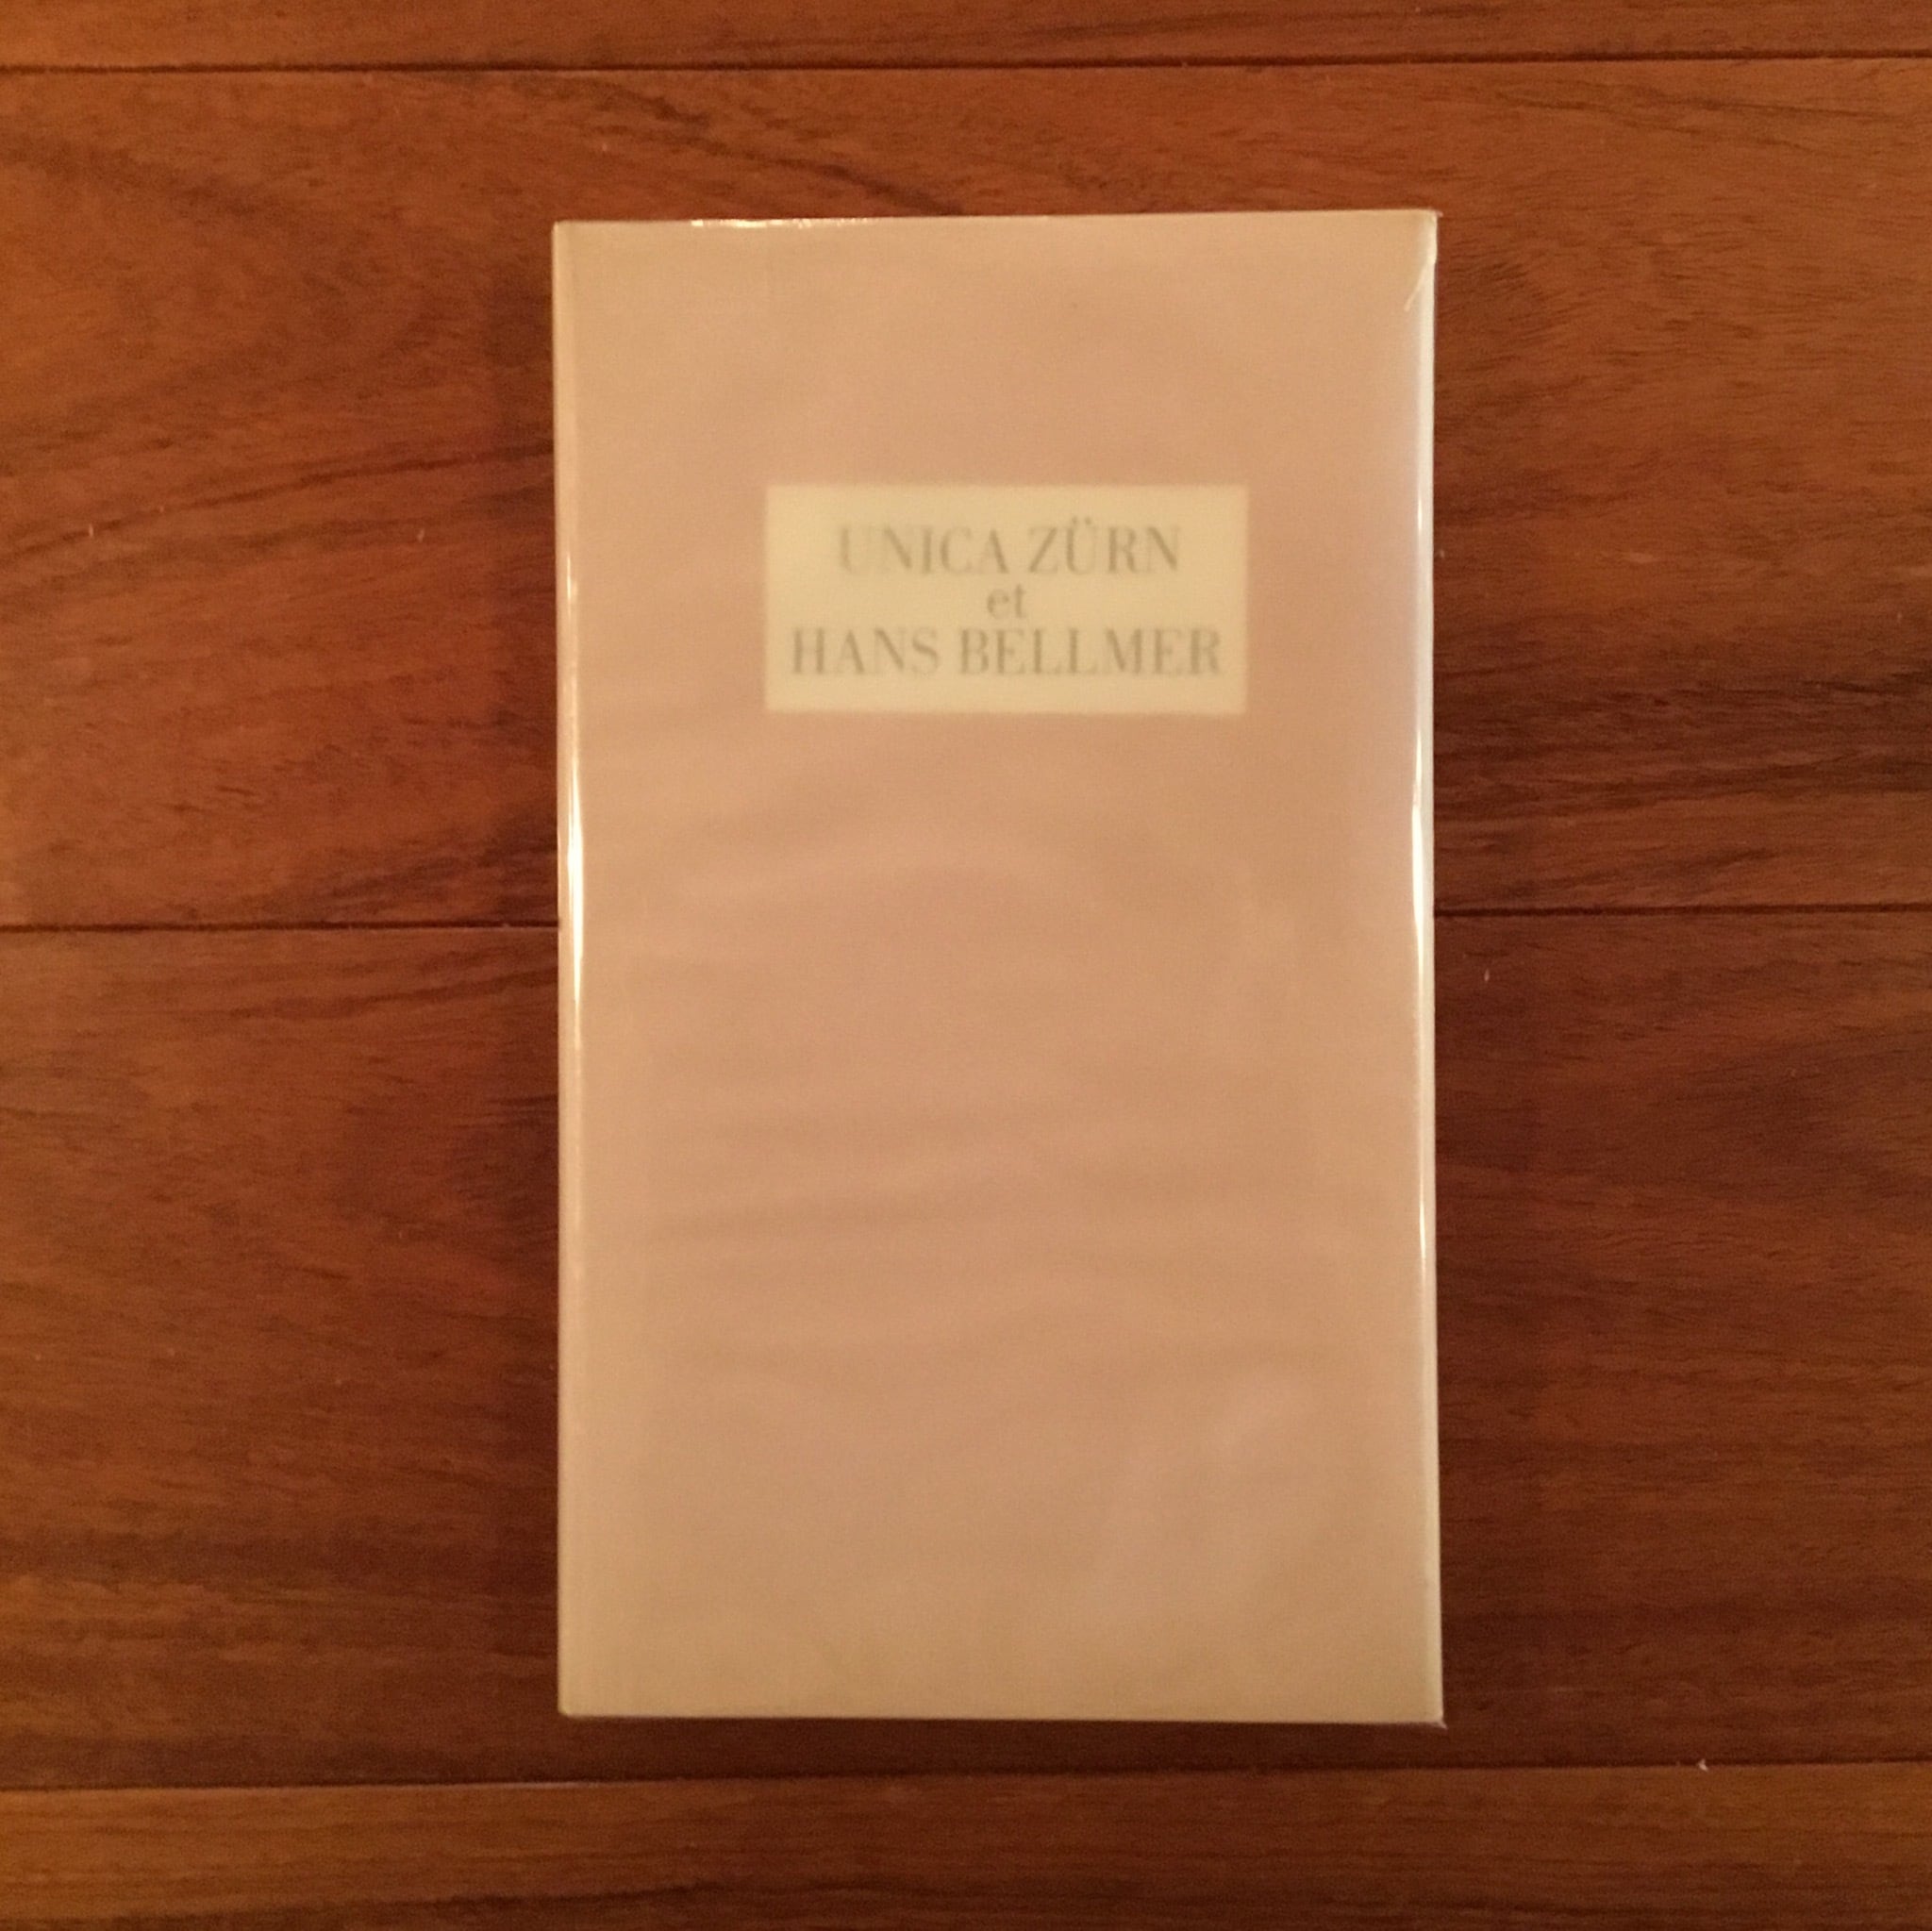 UNICA ZÜRN
et
HANS BELLMER